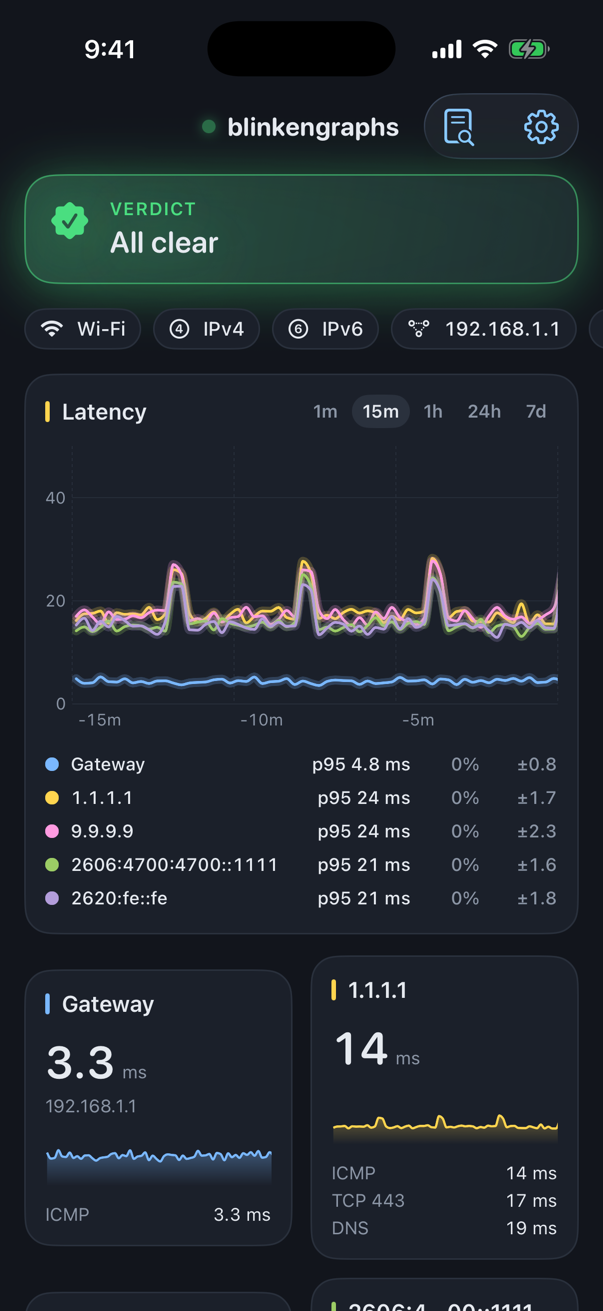 9:41
blinkengraphs
VERDICT
All clear
Wi-Fi
4 IPv4
6 IPv6
192.168.1.1
Latency
1m 15m 1h 24h 7d
40
20
0
-15m -10m -5m
Gateway p95 4.8 ms 0% ±0.8
1.1.1.1 p95 24 ms 0% ±1.7
9.9.9.9 p95 24 ms 0% ±2.3
2606:4700:4700::1111 p95 21 ms 0% ±1.6
2620:fe::fe p95 21 ms 0% ±1.8
Gateway
3.3 ms
192.168.1.1
ICMP 3.3 ms
1.1.1.1
14 ms
ICMP 14 ms
TCP 443 17 ms
DNS 19 ms